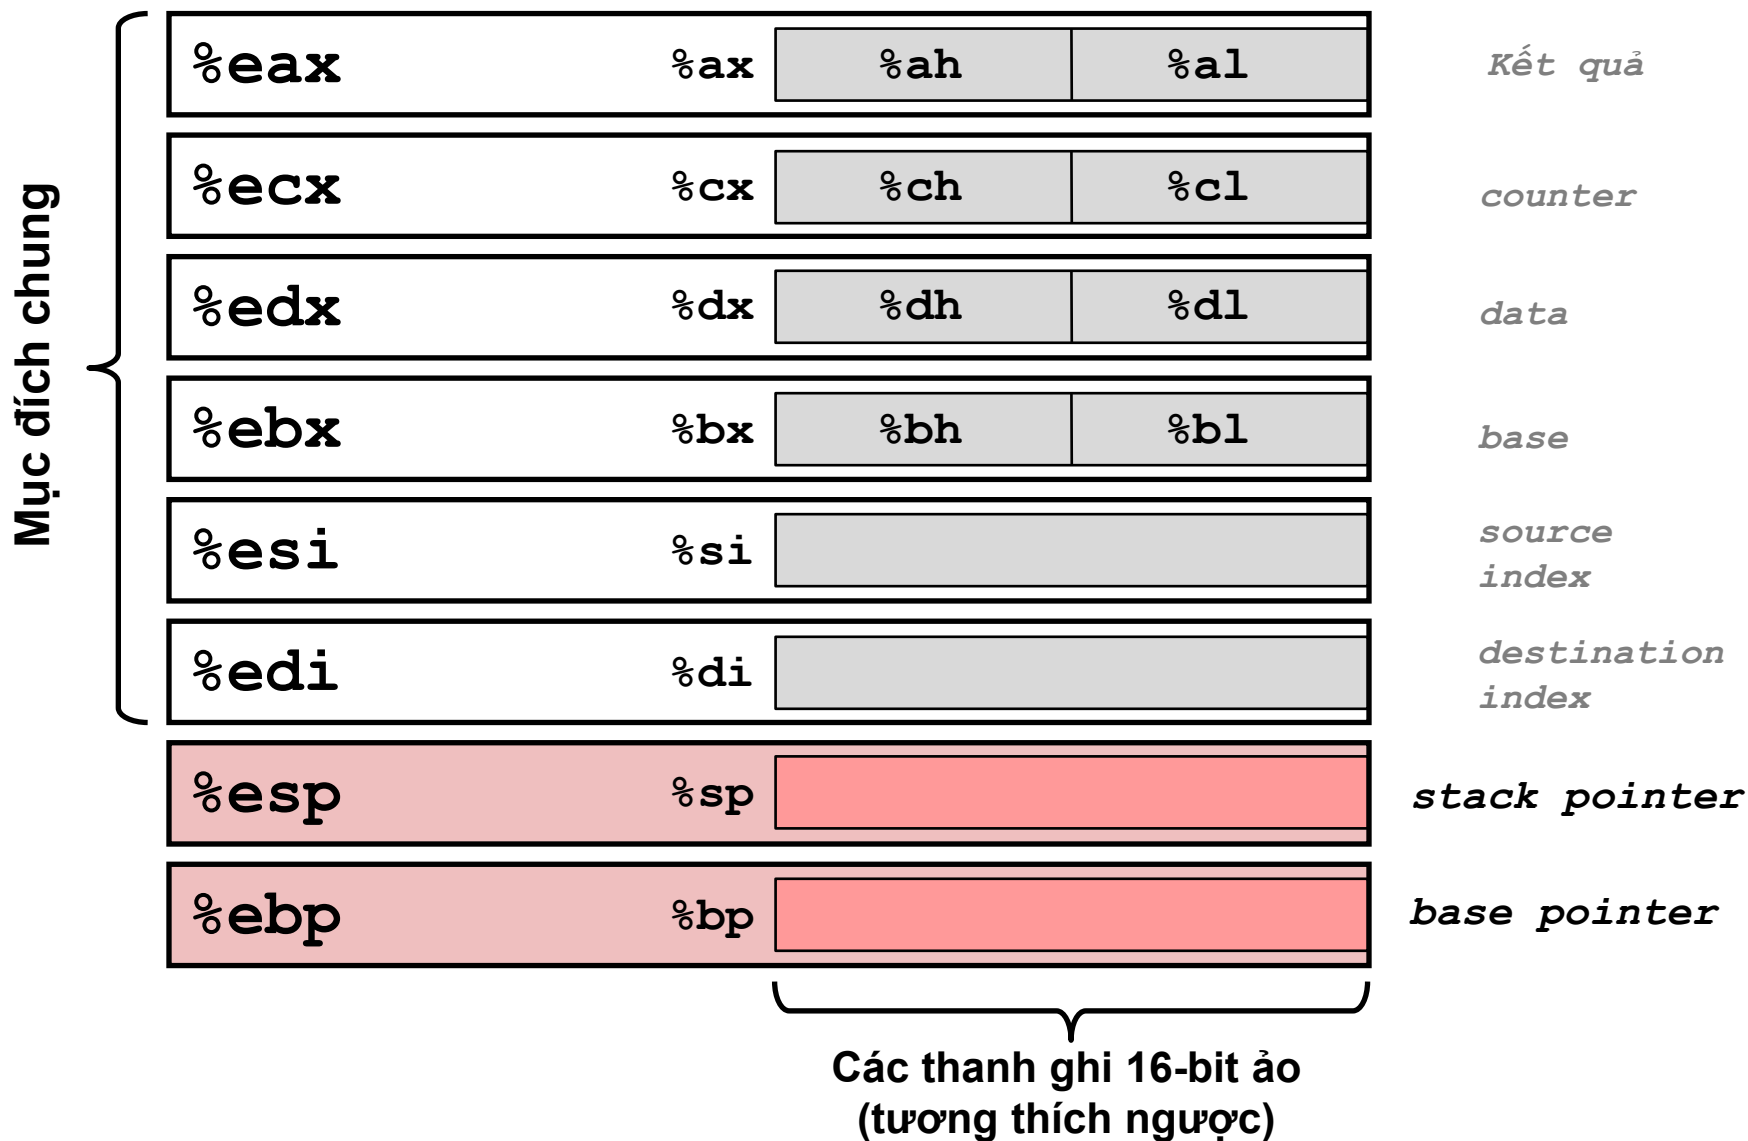 Mục đích chung
%eax %ax %ah %al Kết quả
%ecx %cx %ch %cl counter
%edx %dx %dh %dl data
%ebx %bx %bh %bl base
%esi %si source
index
%edi %di destination
index
%esp %sp stack pointer
%ebp %bp base pointer
Các thanh ghi 16-bit ảo
(tương thích ngược)